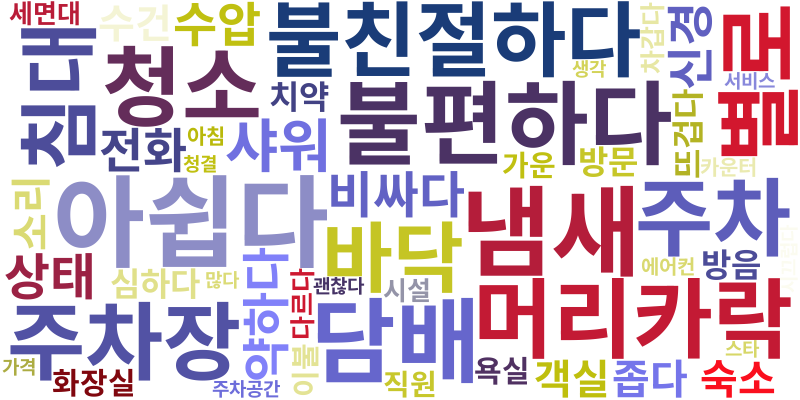 세면대
수건
수압
불친절하다
차갑다
신경
별로
침대
청소
치약
생각
서비스
불편하다
전화
아침
청결
샤워
가운
방문
뜨겁다
카운터
소리
아쉽다
비싸다
바닥
냄새
주차
상태
심하다
많다
약하다
다르다
괜찮다
시설
에어컨
방음
머리카락
주차장
담배
이불
스타
가격
화장실
주차공간
직원
욕실
객실
좁다
숙소